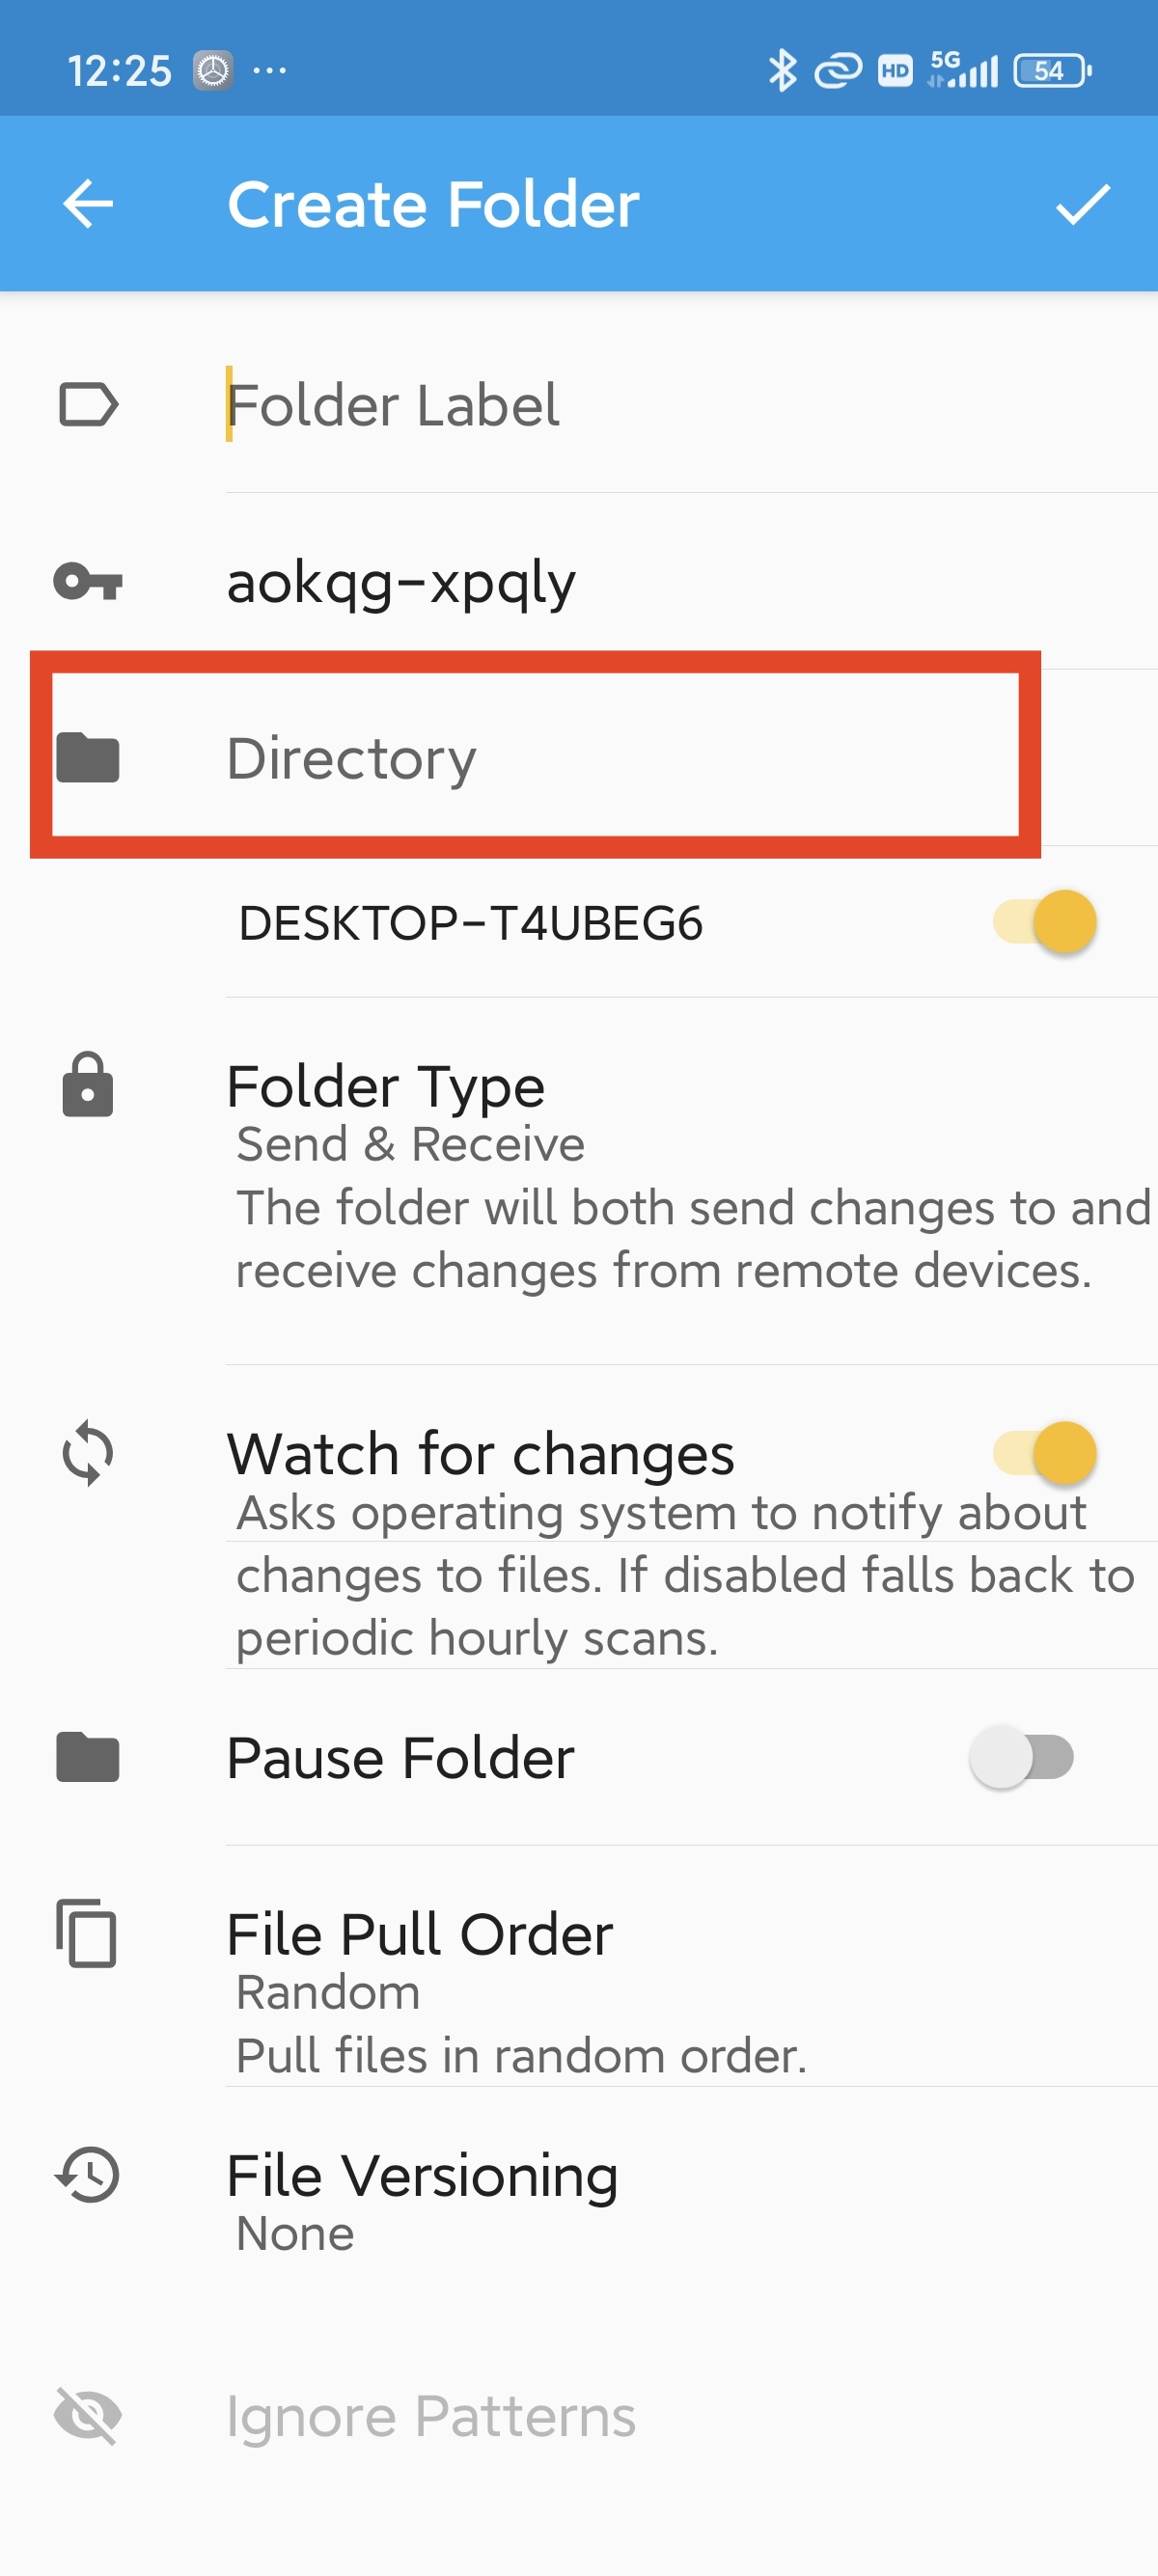 12:25 ... HD 5G 54
Create Folder
Folder Label
aokqg-xpqly
Directory
DESKTOP-T4UBEG6
Folder Type
Send & Receive
The folder will both send changes to and
receive changes from remote devices.
Watch for changes
Asks operating system to notify about
changes to files. If disabled falls back to
periodic hourly scans.
Pause Folder
File Pull Order
Random
Pull files in random order.
File Versioning
None
Ignore Patterns